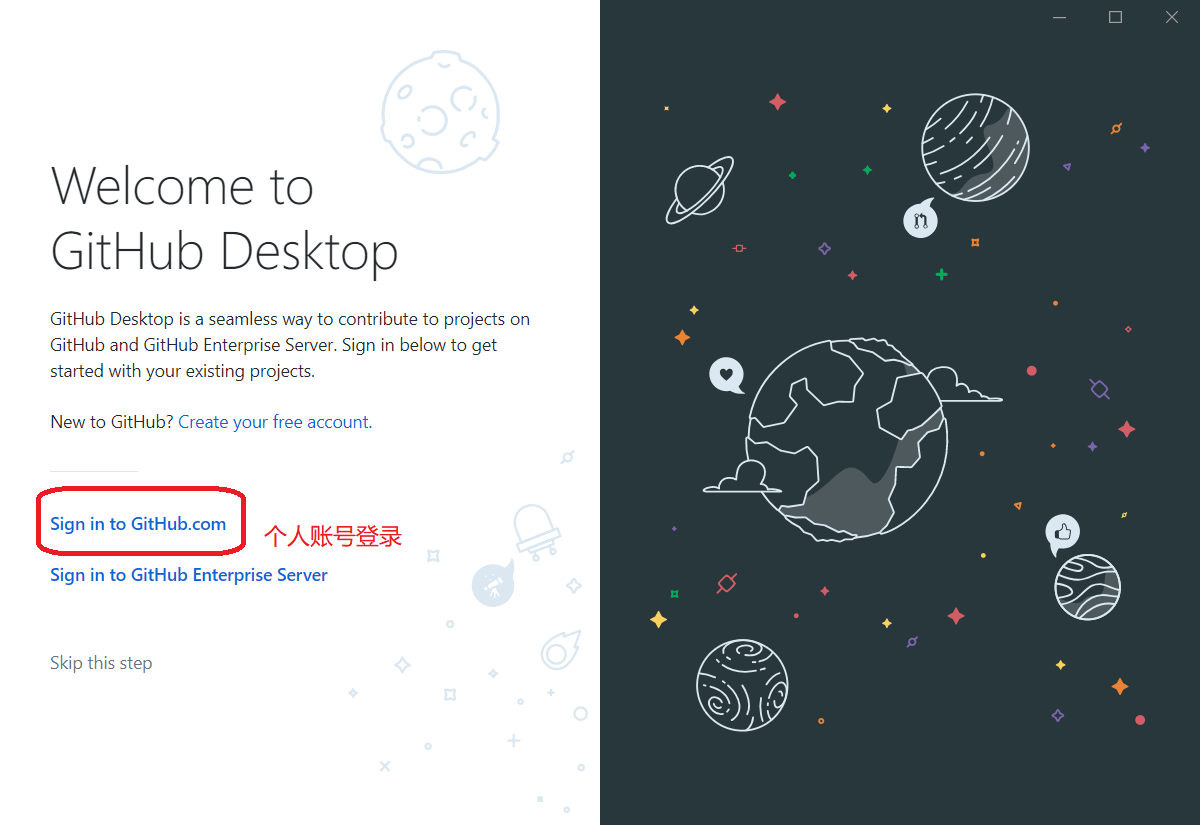 Welcome to
GitHub Desktop
GitHub Desktop is a seamless way to contribute to projects on
GitHub and GitHub Enterprise Server. Sign in below to get
started with your existing projects.
New to GitHub? Create your free account.
Sign in to GitHub.com
个人账号登录
Sign in to GitHub Enterprise Server
Skip this step